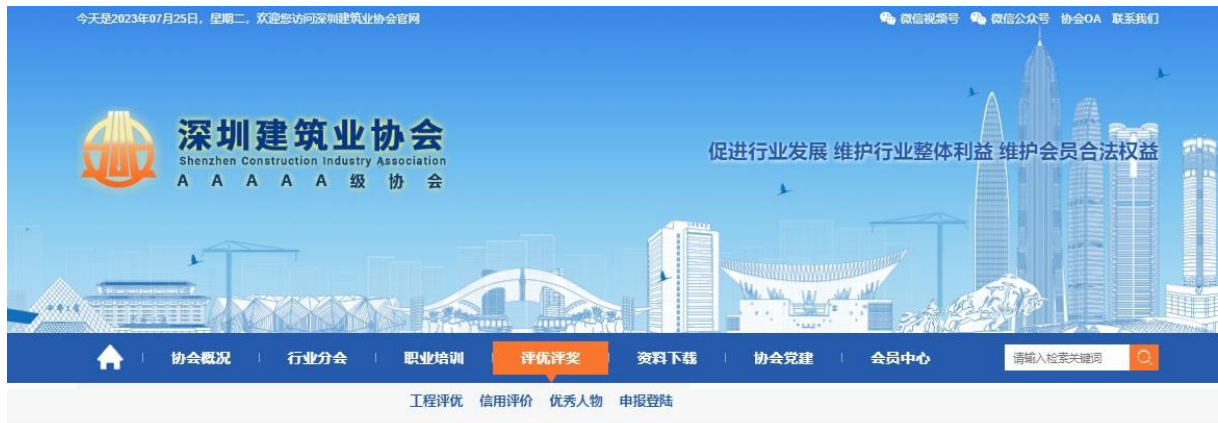 今天是2023年07月25日，星期二，欢迎您访问深圳建筑业协会官网
微信视频号 微信公众号 协会OA 联系我们
深圳建筑业协会
Shenzhen Construction Industry Association
AAAAA级协会
促进行业发展 维护行业整体利益 维护会员合法权益
协会概况 行业分会 职业培训 评优评奖 资料下载 协会党建 会员中心 请输入检索关键词
工程评优 信用评价 优秀人物 申报登陆